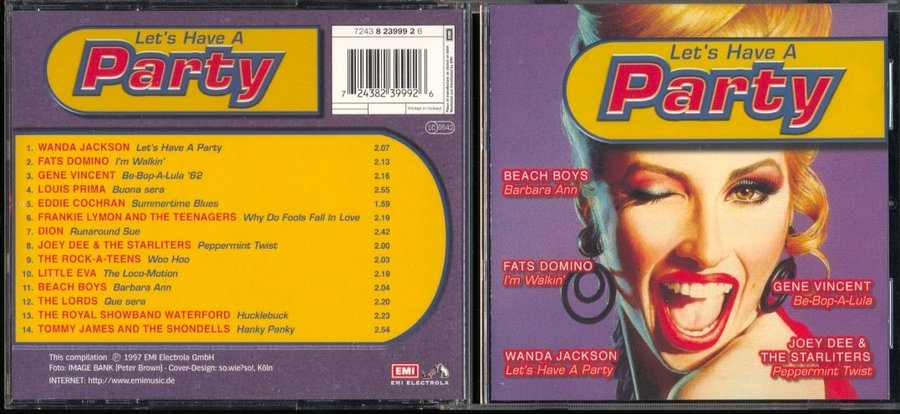 Let's Have A
Party
7243 8 23999 2 6
7 24382 39992 6
Printed in Holland
LC 0542
1. WANDA JACKSON Let's Have A Party 2.07
2. FATS DOMINO I'm Walkin' 2.13
3. GENE VINCENT Be-Bop-A-Lula '62 2.16
4. LOUIS PRIMA Buona sera 2.55
5. EDDIE COCHRAN Summertime Blues 1.59
6. FRANKIE LYMON AND THE TEENAGERS Why Do Fools Fall In Love 2.19
7. DION Runaround Sue 2.42
8. JOEY DEE & THE STARLITERS Peppermint Twist 2.00
9. THE ROCK-A-TEENS Woo Hoo 2.03
10. LITTLE EVA The Loco-Motion 2.19
11. BEACH BOYS Barbara Ann 2.04
12. THE LORDS Que sera 2.20
13. THE ROYAL SHOWBAND WATERFORD Hucklebuck 2.23
14. TOMMY JAMES AND THE SHONDELLS Hanky Panky 2.54
This compilation ℗ 1997 EMI Electrola GmbH
Foto: IMAGE BANK (Peter Brown) - Cover-Design: so.wie?so!, Köln
INTERNET: http://www.emimusic.de
EMI
EMI ELECTROLA
Let's Have A
Party
BEACH BOYS
Barbara Ann
FATS DOMINO
I'm Walkin'
GENE VINCENT
Be-Bop-A-Lula
WANDA JACKSON
Let's Have A Party
JOEY DEE &
THE STARLITERS
Peppermint Twist